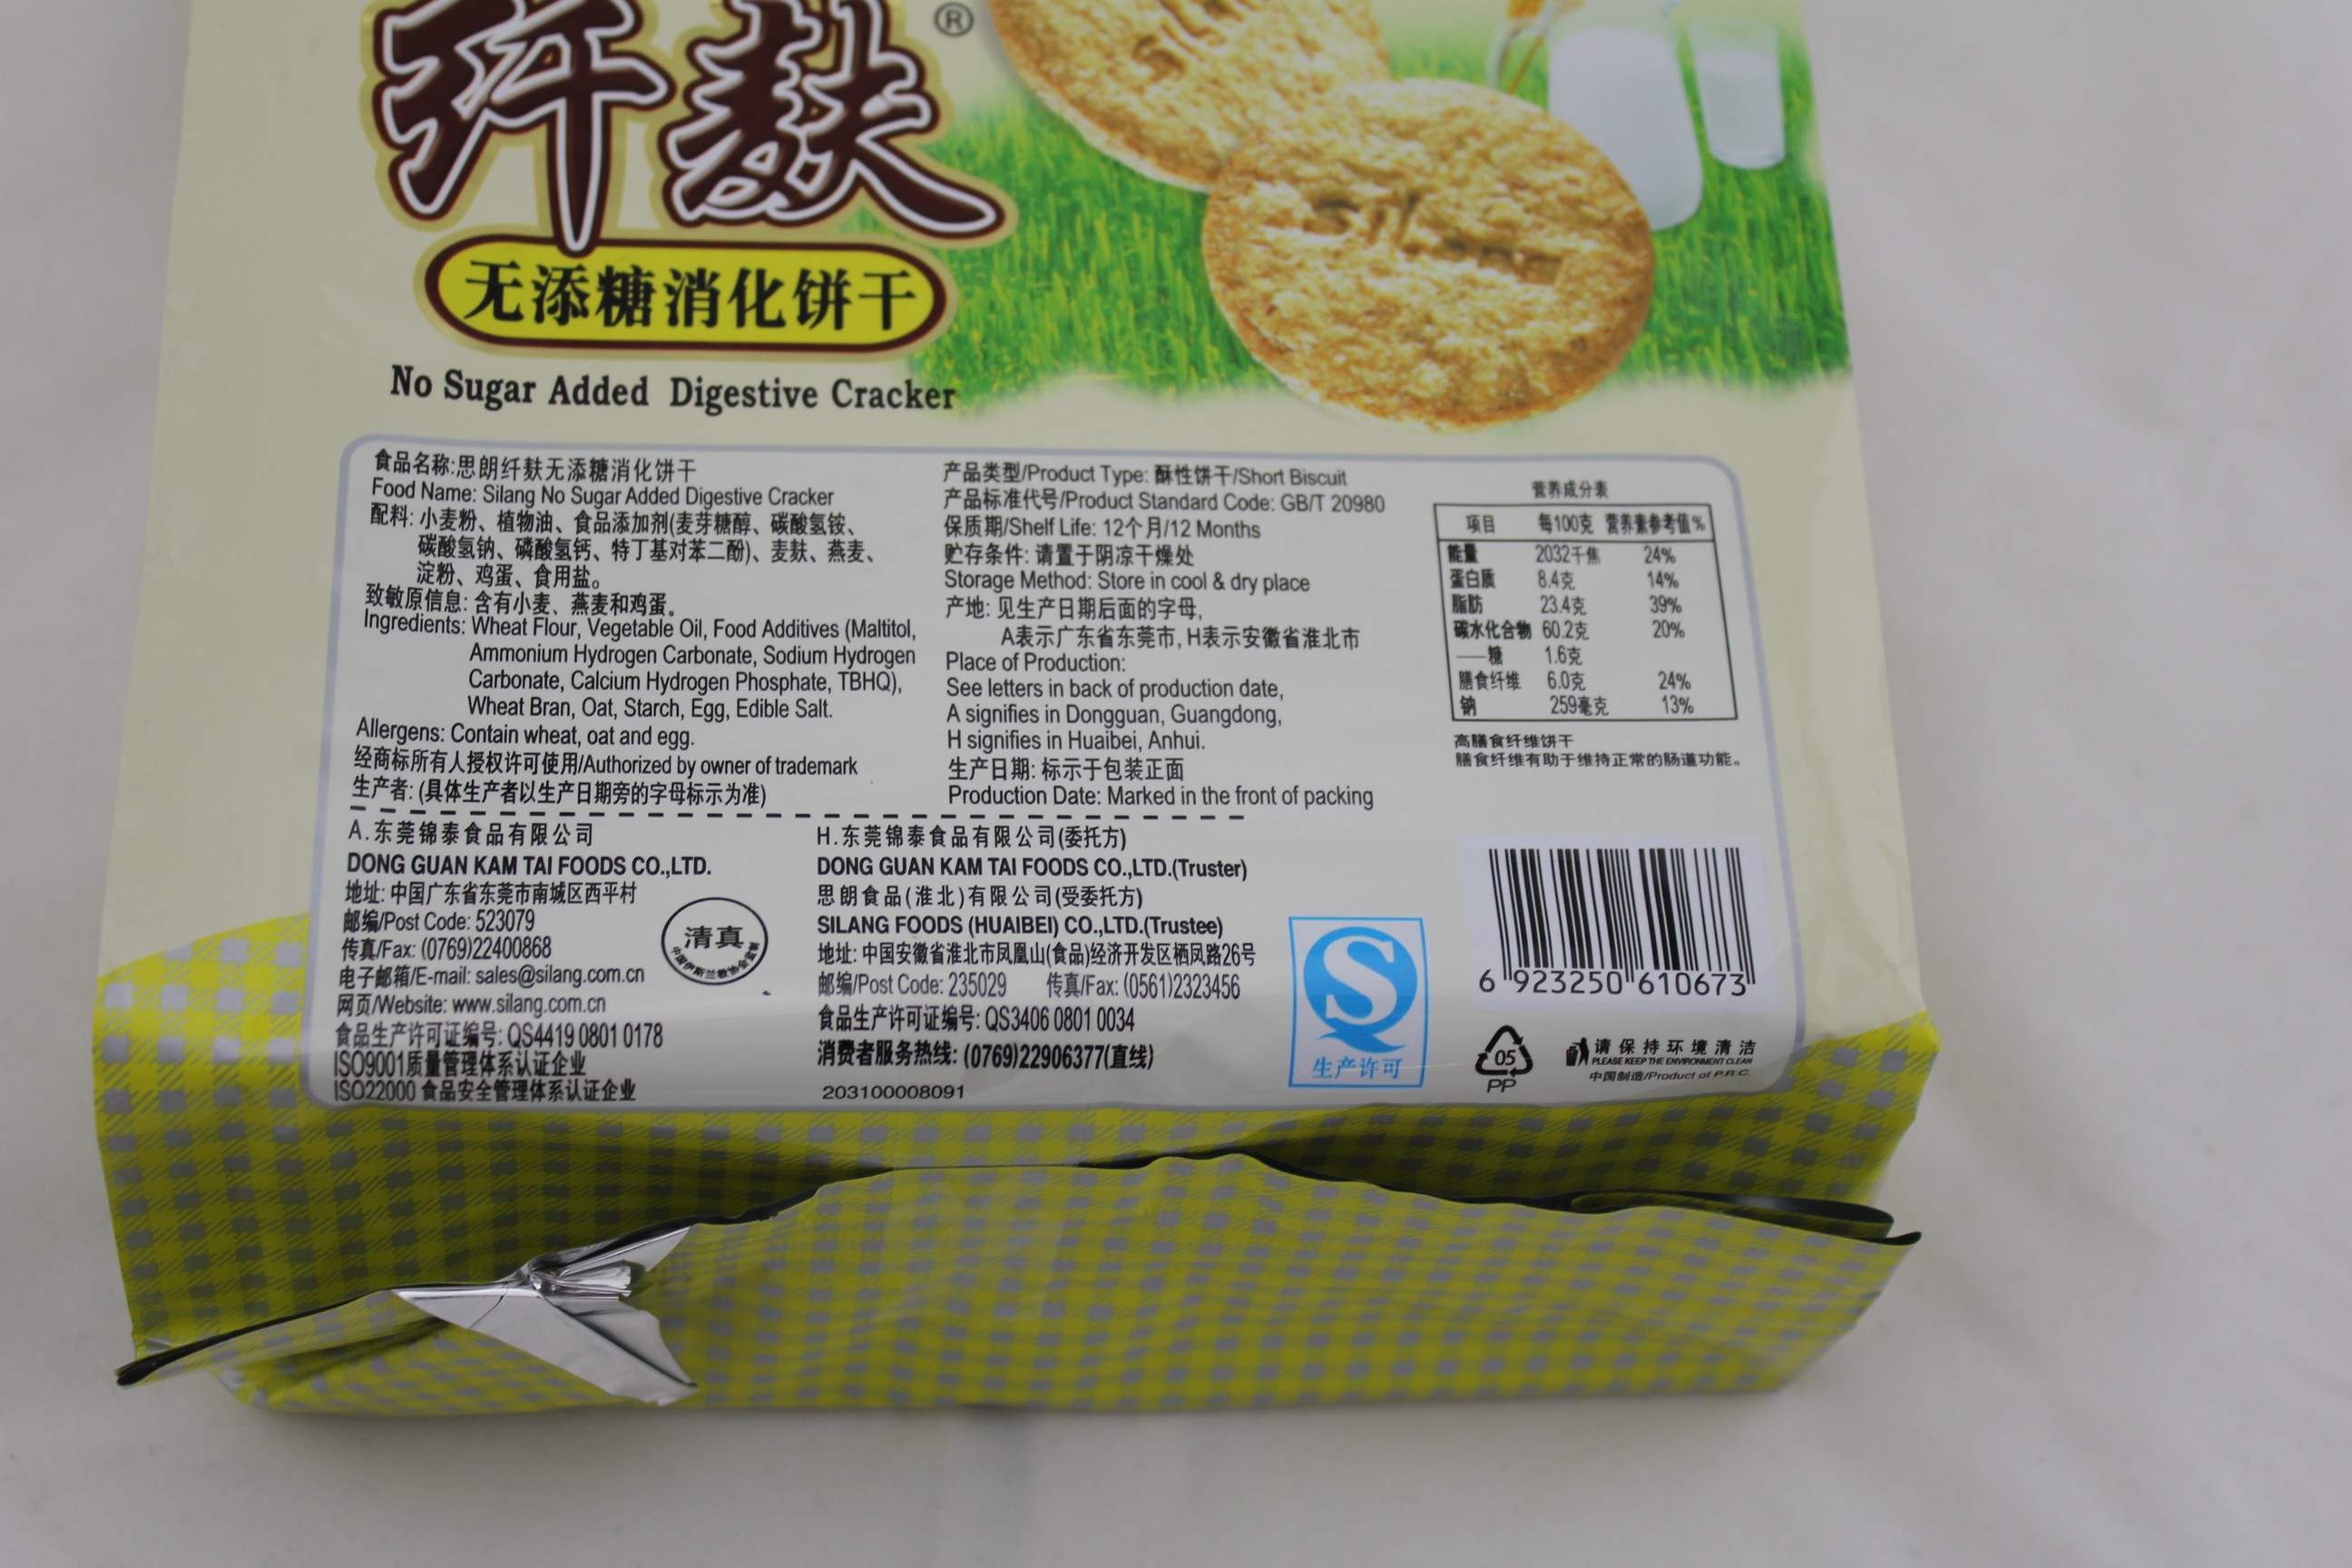 纤麸®
无添糖消化饼干
No Sugar Added Digestive Cracker
Silang
食品名称:思朗纤麸无添糖消化饼干
Food Name: Silang No Sugar Added Digestive Cracker
配料: 小麦粉、植物油、食品添加剂(麦芽糖醇、碳酸氢铵、
碳酸氢钠、磷酸氢钙、特丁基对苯二酚)、麦麸、燕麦、
淀粉、鸡蛋、食用盐。
致敏原信息: 含有小麦、燕麦和鸡蛋。
Ingredients: Wheat Flour, Vegetable Oil, Food Additives (Maltitol,
Ammonium Hydrogen Carbonate, Sodium Hydrogen
Carbonate, Calcium Hydrogen Phosphate, TBHQ),
Wheat Bran, Oat, Starch, Egg, Edible Salt.
Allergens: Contain wheat, oat and egg.
经商标所有人授权许可使用/Authorized by owner of trademark
生产者: (具体生产者以生产日期旁的字母标示为准)
产品类型/Product Type: 酥性饼干/Short Biscuit
产品标准代号/Product Standard Code: GB/T 20980
保质期/Shelf Life: 12个月/12 Months
贮存条件: 请置于阴凉干燥处
Storage Method: Store in cool & dry place
产地: 见生产日期后面的字母,
A表示广东省东莞市, H表示安徽省淮北市
Place of Production:
See letters in back of production date,
A signifies in Dongguan, Guangdong,
H signifies in Huaibei, Anhui.
生产日期: 标示于包装正面
Production Date: Marked in the front of packing
营养成分表
项目 每100克 营养素参考值%
能量 2032千焦 24%
蛋白质 8.4克 14%
脂肪 23.4克 39%
碳水化合物 60.2克 20%
——糖 1.6克
膳食纤维 6.0克 24%
钠 259毫克 13%
高膳食纤维饼干
膳食纤维有助于维持正常的肠道功能。
A.东莞锦泰食品有限公司
DONG GUAN KAM TAI FOODS CO.,LTD.
地址: 中国广东省东莞市南城区西平村
邮编/Post Code: 523079
传真/Fax: (0769)22400868
电子邮箱/E-mail: sales@silang.com.cn
网页/Website: www.silang.com.cn
食品生产许可证编号: QS4419 0801 0178
ISO9001质量管理体系认证企业
ISO22000 食品安全管理体系认证企业
清真
中国伊斯兰教协会监制
H.东莞锦泰食品有限公司(委托方)
DONG GUAN KAM TAI FOODS CO.,LTD.(Truster)
思朗食品(淮北)有限公司(受委托方)
SILANG FOODS (HUAIBEI) CO.,LTD.(Trustee)
地址: 中国安徽省淮北市凤凰山(食品)经济开发区栖凤路26号
邮编/Post Code: 235029 传真/Fax: (0561)2323456
食品生产许可证编号: QS3406 0801 0034
消费者服务热线: (0769)22906377(直线)
203100008091
生产许可
6 923250 610673
05
PP
请保持环境清洁
PLEASE KEEP THE ENVIRONMENT CLEAN
中国制造/Product of P.R.C.